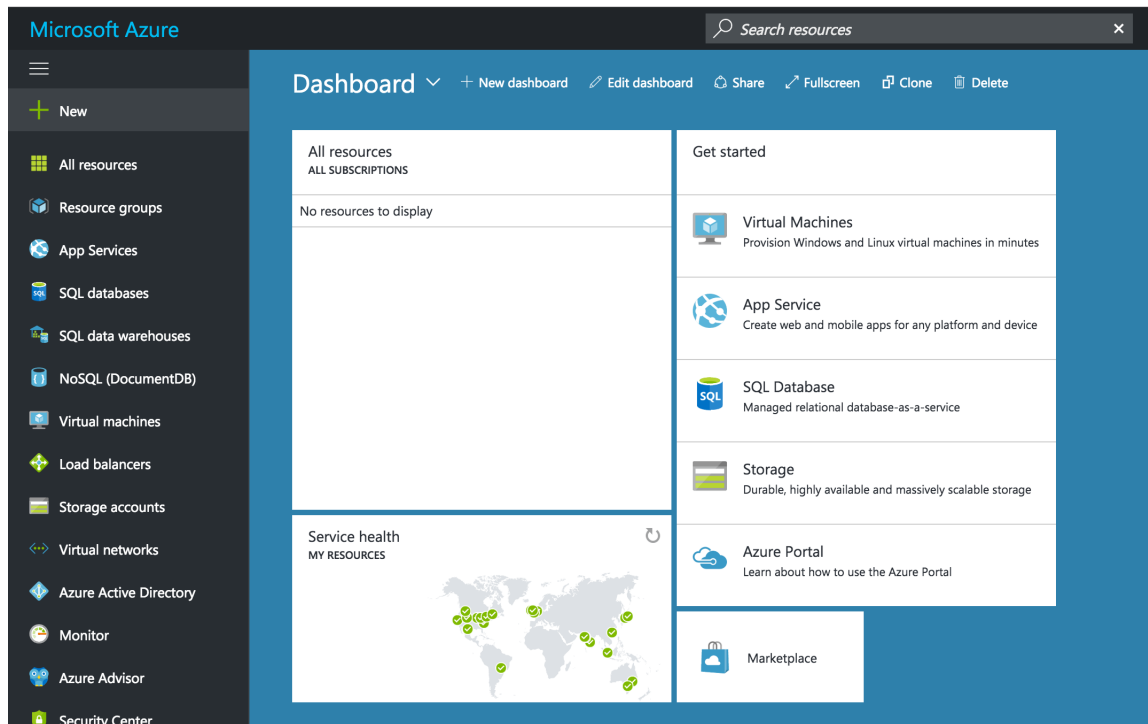 Microsoft Azure
Search resources
New
All resources
Resource groups
App Services
SQL databases
SQL data warehouses
NoSQL (DocumentDB)
Virtual machines
Load balancers
Storage accounts
Virtual networks
Azure Active Directory
Monitor
Azure Advisor
Security Center
Dashboard
New dashboard
Edit dashboard
Share
Fullscreen
Clone
Delete
All resources
ALL SUBSCRIPTIONS
No resources to display
Service health
MY RESOURCES
Get started
Virtual Machines
Provision Windows and Linux virtual machines in minutes
App Service
Create web and mobile apps for any platform and device
SQL
SQL Database
Managed relational database-as-a-service
Storage
Durable, highly available and massively scalable storage
Azure Portal
Learn about how to use the Azure Portal
Marketplace